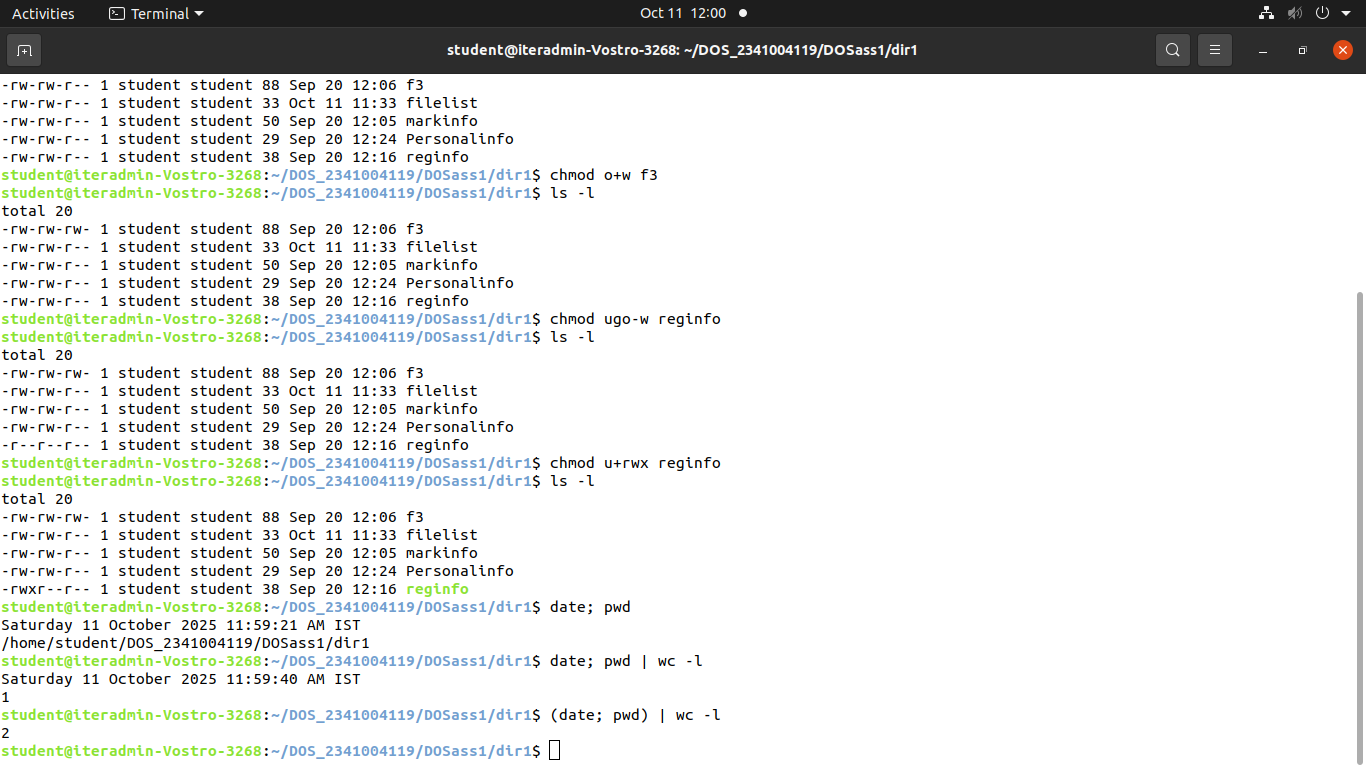 Activities Terminal Oct 11 12:00
student@iteradmin-Vostro-3268: ~/DOS_2341004119/DOSass1/dir1
-rw-rw-r-- 1 student student 88 Sep 20 12:06 f3
-rw-rw-r-- 1 student student 33 Oct 11 11:33 filelist
-rw-rw-r-- 1 student student 50 Sep 20 12:05 markinfo
-rw-rw-r-- 1 student student 29 Sep 20 12:24 Personalinfo
-rw-rw-r-- 1 student student 38 Sep 20 12:16 reginfo
student@iteradmin-Vostro-3268:~/DOS_2341004119/DOSass1/dir1$ chmod o+w f3
student@iteradmin-Vostro-3268:~/DOS_2341004119/DOSass1/dir1$ ls -l
total 20
-rw-rw-rw- 1 student student 88 Sep 20 12:06 f3
-rw-rw-r-- 1 student student 33 Oct 11 11:33 filelist
-rw-rw-r-- 1 student student 50 Sep 20 12:05 markinfo
-rw-rw-r-- 1 student student 29 Sep 20 12:24 Personalinfo
-rw-rw-r-- 1 student student 38 Sep 20 12:16 reginfo
student@iteradmin-Vostro-3268:~/DOS_2341004119/DOSass1/dir1$ chmod ugo-w reginfo
student@iteradmin-Vostro-3268:~/DOS_2341004119/DOSass1/dir1$ ls -l
total 20
-rw-rw-rw- 1 student student 88 Sep 20 12:06 f3
-rw-rw-r-- 1 student student 33 Oct 11 11:33 filelist
-rw-rw-r-- 1 student student 50 Sep 20 12:05 markinfo
-rw-rw-r-- 1 student student 29 Sep 20 12:24 Personalinfo
-r--r--r-- 1 student student 38 Sep 20 12:16 reginfo
student@iteradmin-Vostro-3268:~/DOS_2341004119/DOSass1/dir1$ chmod u+rwx reginfo
student@iteradmin-Vostro-3268:~/DOS_2341004119/DOSass1/dir1$ ls -l
total 20
-rw-rw-rw- 1 student student 88 Sep 20 12:06 f3
-rw-rw-r-- 1 student student 33 Oct 11 11:33 filelist
-rw-rw-r-- 1 student student 50 Sep 20 12:05 markinfo
-rw-rw-r-- 1 student student 29 Sep 20 12:24 Personalinfo
-rwxr--r-- 1 student student 38 Sep 20 12:16 reginfo
student@iteradmin-Vostro-3268:~/DOS_2341004119/DOSass1/dir1$ date; pwd
Saturday 11 October 2025 11:59:21 AM IST
/home/student/DOS_2341004119/DOSass1/dir1
student@iteradmin-Vostro-3268:~/DOS_2341004119/DOSass1/dir1$ date; pwd | wc -l
Saturday 11 October 2025 11:59:40 AM IST
1
student@iteradmin-Vostro-3268:~/DOS_2341004119/DOSass1/dir1$ (date; pwd) | wc -l
2
student@iteradmin-Vostro-3268:~/DOS_2341004119/DOSass1/dir1$